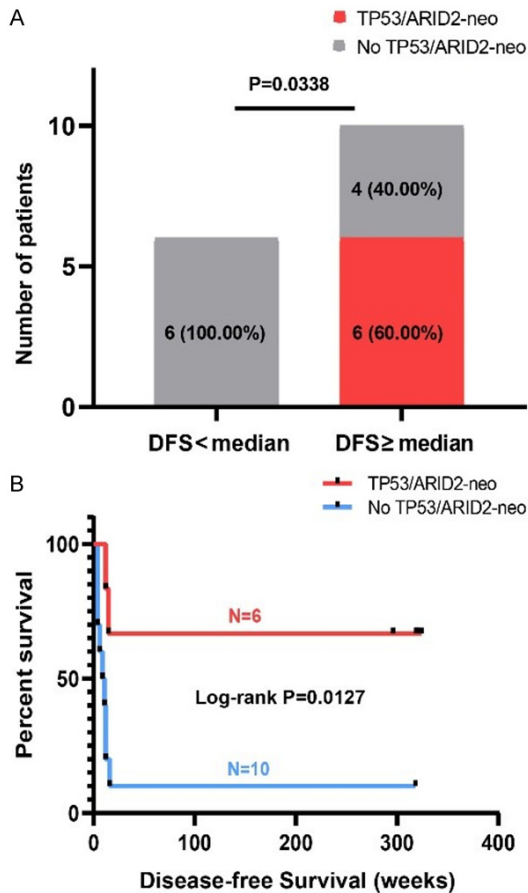 A
TP53/ARID2-neo
No TP53/ARID2-neo
P=0.0338
Number of patients
10
5
0
4 (40.00%)
6 (100.00%)
6 (60.00%)
DFS<median
DFS≥median
B
TP53/ARID2-neo
No TP53/ARID2-neo
Percent survival
100
50
0
N=6
Log-rank P=0.0127
N=10
0
100
200
300
400
Disease-free Survival (weeks)